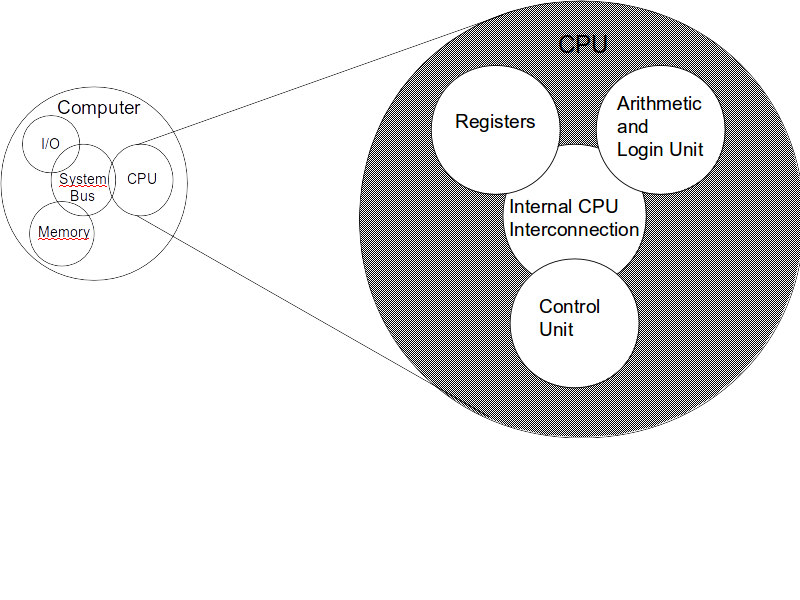 Computer
I/O
System
Bus
CPU
Memory
CPU
Registers
Arithmetic
and
Login Unit
Internal CPU
Interconnection
Control
Unit